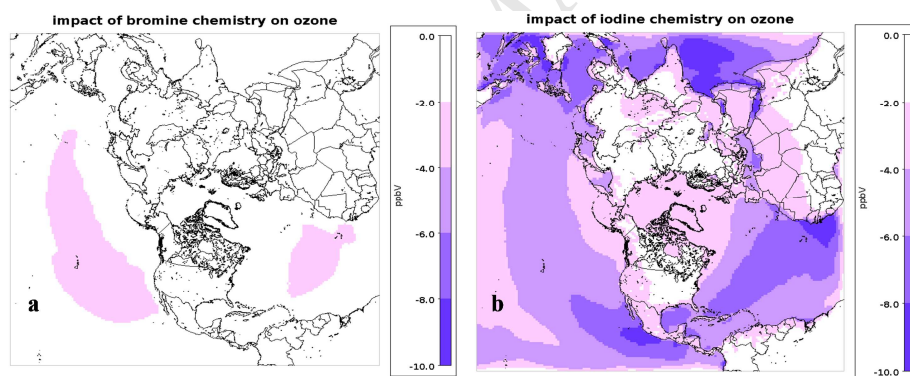 impact of bromine chemistry on ozone
0.0
-2.0
-4.0
-6.0
-8.0
-10.0
ppbV
a
impact of iodine chemistry on ozone
0.0
-2.0
-4.0
-6.0
-8.0
-10.0
ppbV
b